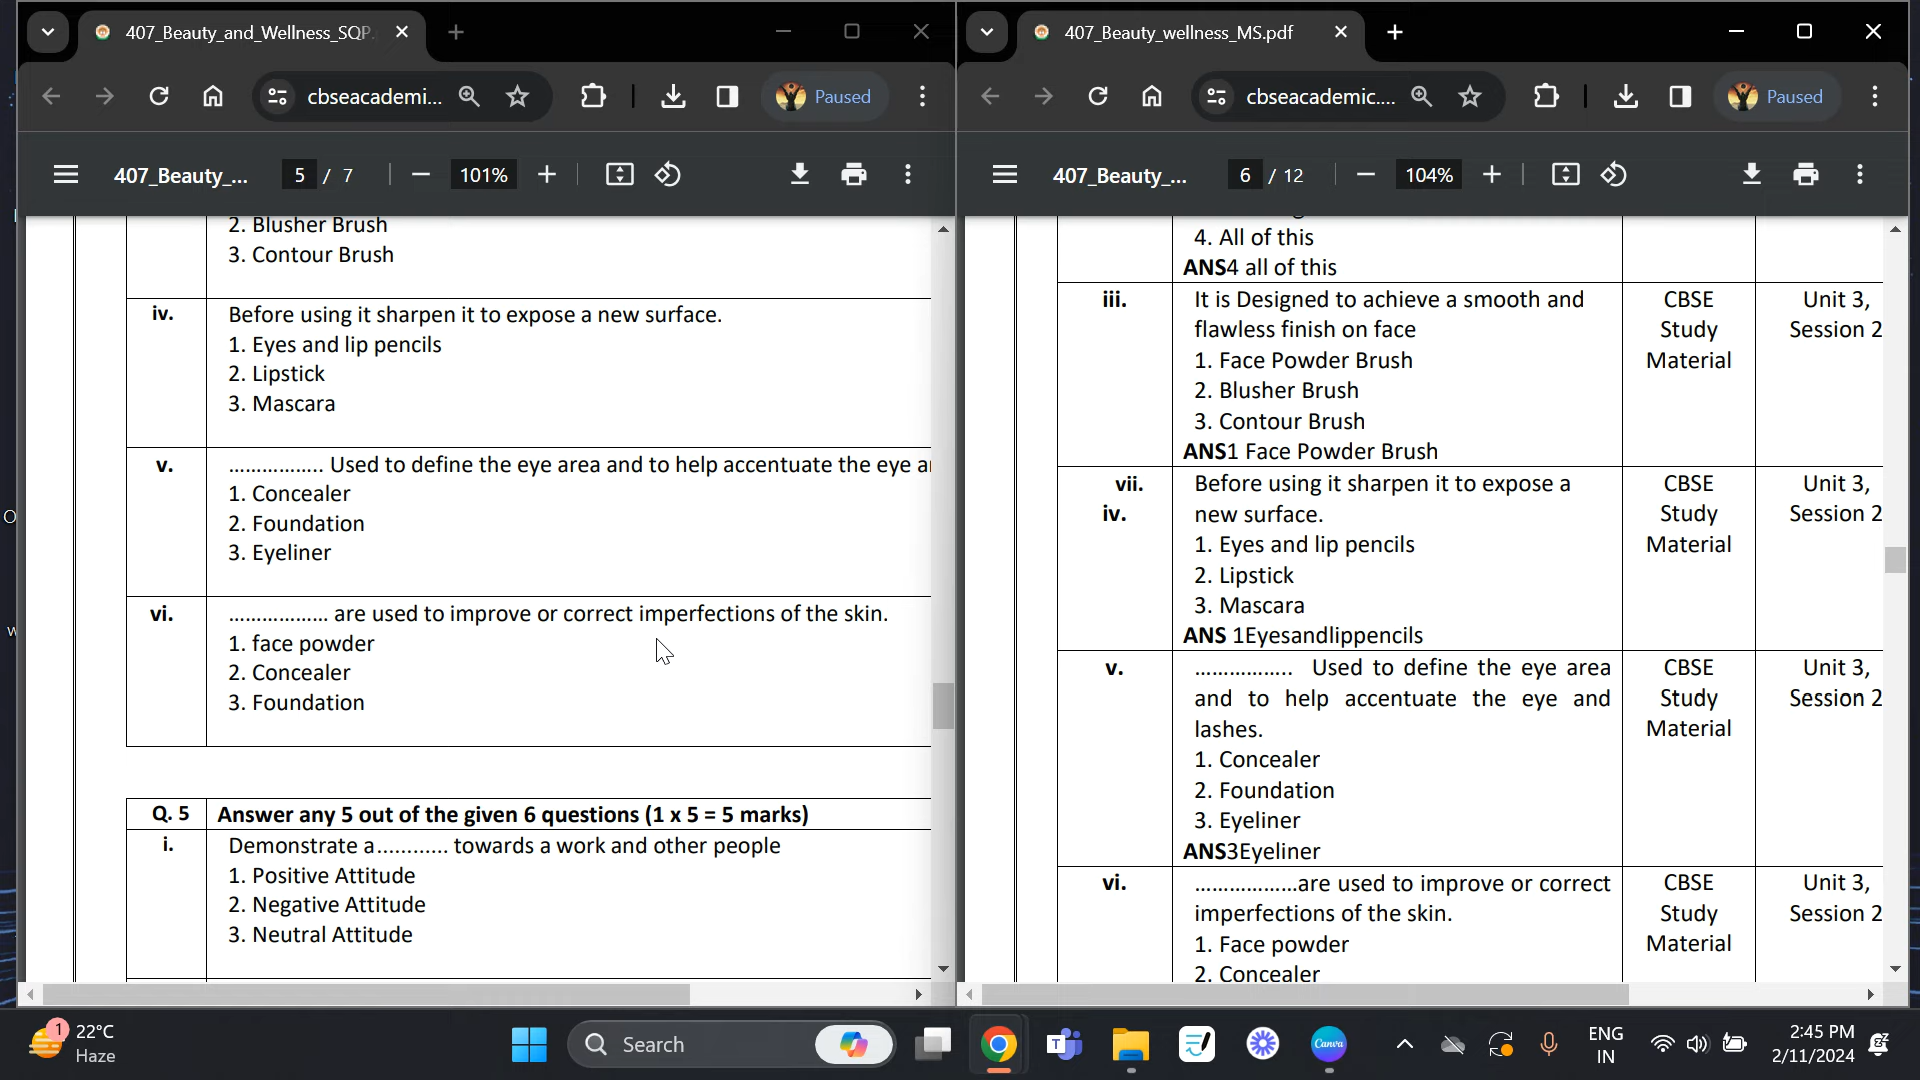 407_Beauty_and_Wellness_SQP.
cbseacademi...
Paused
407_Beauty_...
5 / 7
101%
2. Blusher Brush
3. Contour Brush
iv.
Before using it sharpen it to expose a new surface.
1. Eyes and lip pencils
2. Lipstick
3. Mascara
v.
................ Used to define the eye area and to help accentuate the eye
1. Concealer
2. Foundation
3. Eyeliner
vi.
................. are used to improve or correct imperfections of the skin.
1. face powder
2. Concealer
3. Foundation
Q. 5
Answer any 5 out of the given 6 questions (1 x 5 = 5 marks)
i.
Demonstrate a............ towards a work and other people
1. Positive Attitude
2. Negative Attitude
3. Neutral Attitude
407_Beauty_wellness_MS.pdf
cbseacademic....
Paused
407_Beauty_...
6 / 12
104%
4. All of this
ANS4 all of this
iii.
It is Designed to achieve a smooth and
flawless finish on face
1. Face Powder Brush
2. Blusher Brush
3. Contour Brush
ANS1 Face Powder Brush
CBSE
Study
Material
Unit 3,
Session 2
vii.
iv.
Before using it sharpen it to expose a
new surface.
1. Eyes and lip pencils
2. Lipstick
3. Mascara
ANS 1Eyesandlippencils
CBSE
Study
Material
Unit 3,
Session 2
v.
................ Used to define the eye area
and to help accentuate the eye and
lashes.
1. Concealer
2. Foundation
3. Eyeliner
ANS3Eyeliner
CBSE
Study
Material
Unit 3,
Session 2
vi.
.................are used to improve or correct
imperfections of the skin.
1. Face powder
2. Concealer
CBSE
Study
Material
Unit 3,
Session 2
1
22°C
Haze
Search
T
Canva
ENG
IN
2:45 PM
2/11/2024